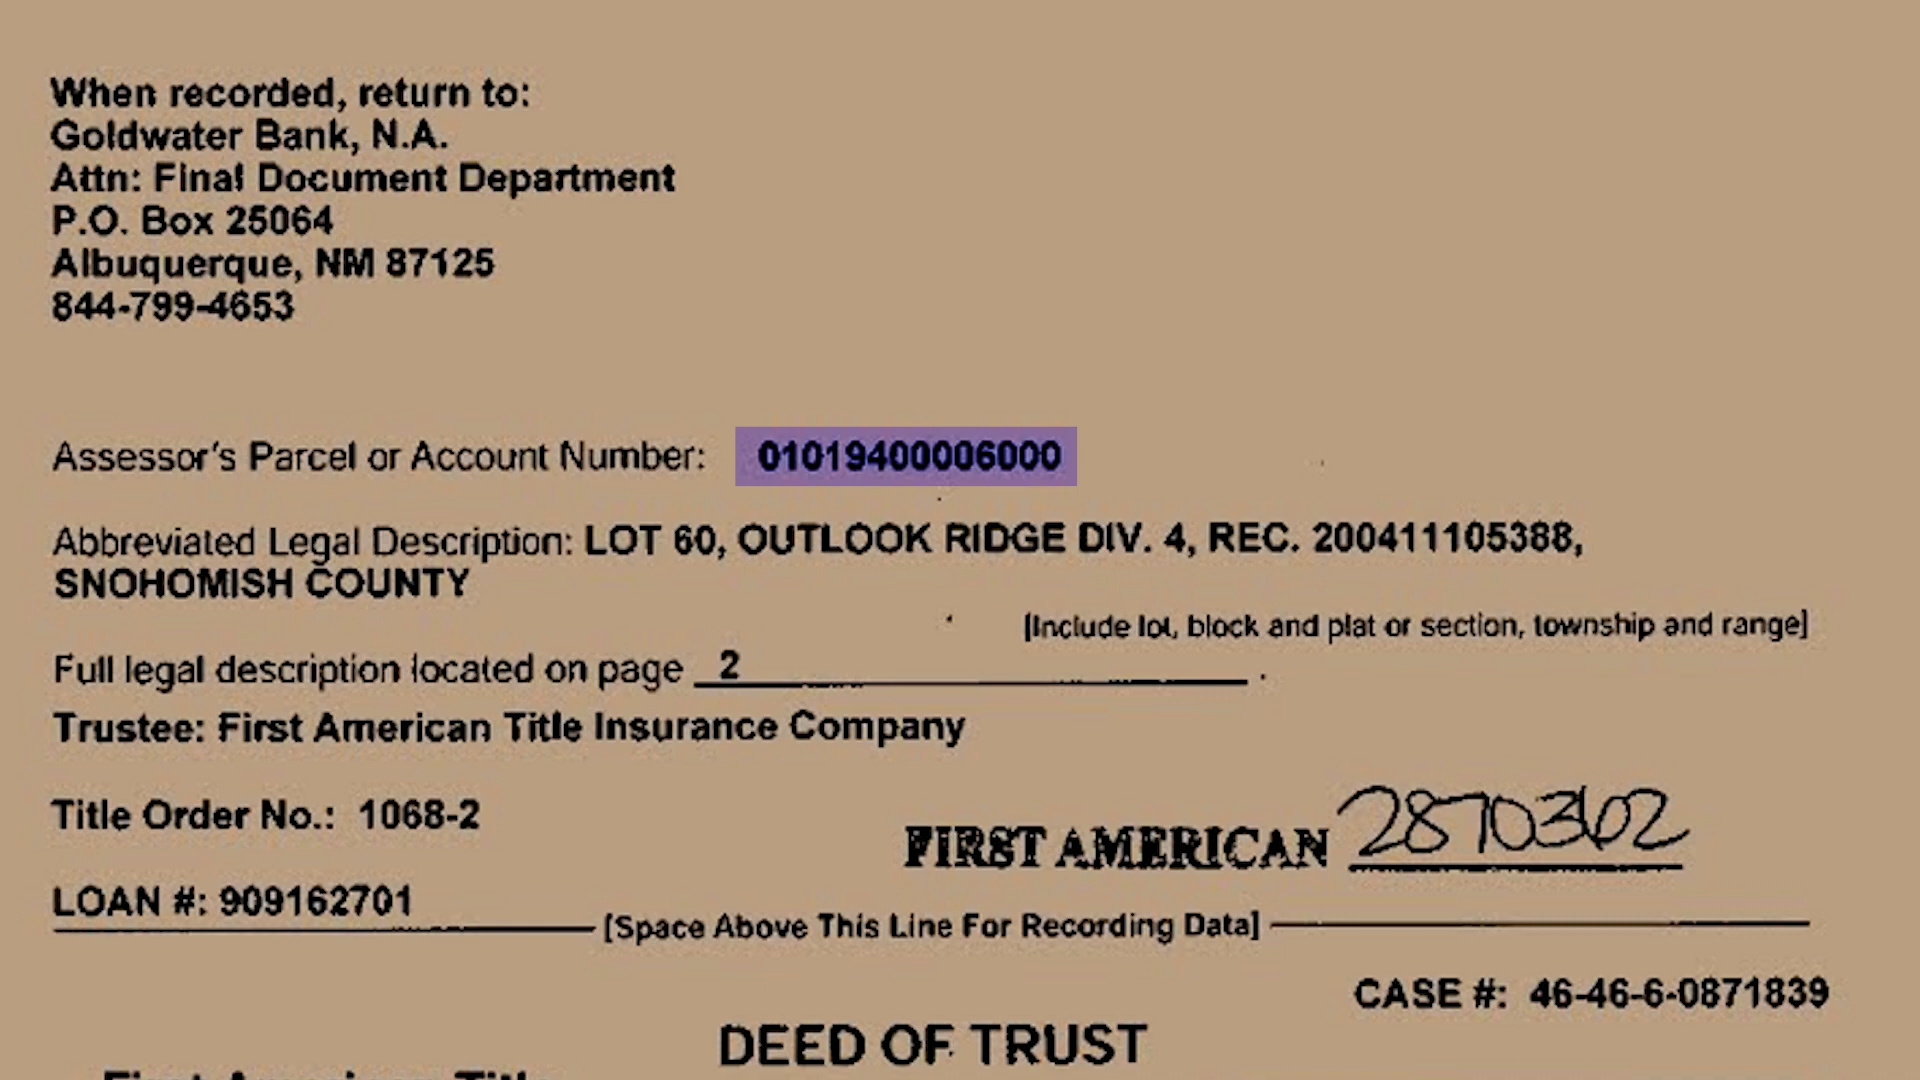 When recorded, return to:
Goldwater Bank, N.A.
Attn: Final Document Department
P.O. Box 25064
Albuquerque, NM 87125
844-799-4653
Assessor's Parcel or Account Number: 01019400006000
Abbreviated Legal Description: LOT 60, OUTLOOK RIDGE DIV. 4, REC. 200411105388,
SNOHOMISH COUNTY
[Include lot, block and plat or section, township and range]
Full legal description located on page 2.
Trustee: First American Title Insurance Company
Title Order No.: 1068-2
FIRST AMERICAN 2870362
LOAN #: 909162701
[Space Above This Line For Recording Data]
CASE #: 46-46-6-0871839
DEED OF TRUST
First American Title